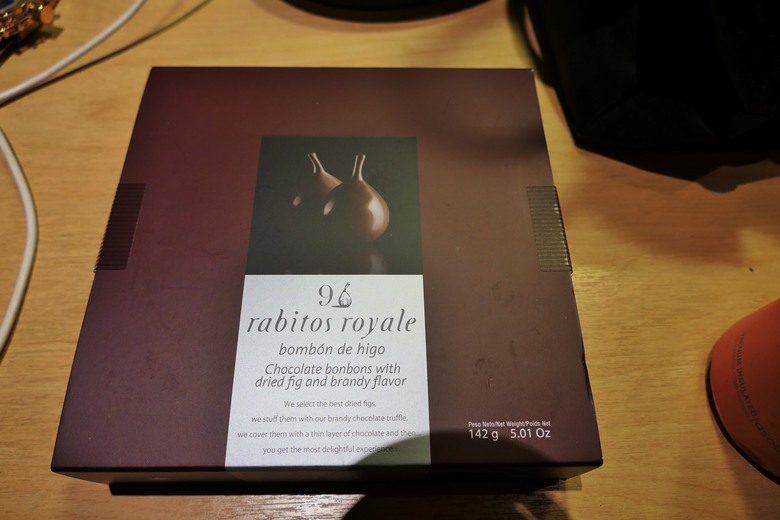 9
rabitos royale
bombón de higo
Chocolate bonbons with
dried fig and brandy flavor
We select the best dried figs,
we stuff them with our brandy chocolate truffle,
we cover them with a thin layer of chocolate and then
you get the most delightful experience...
Peso Neto/Net Weight/Poids Net
142 g 5.01 Oz